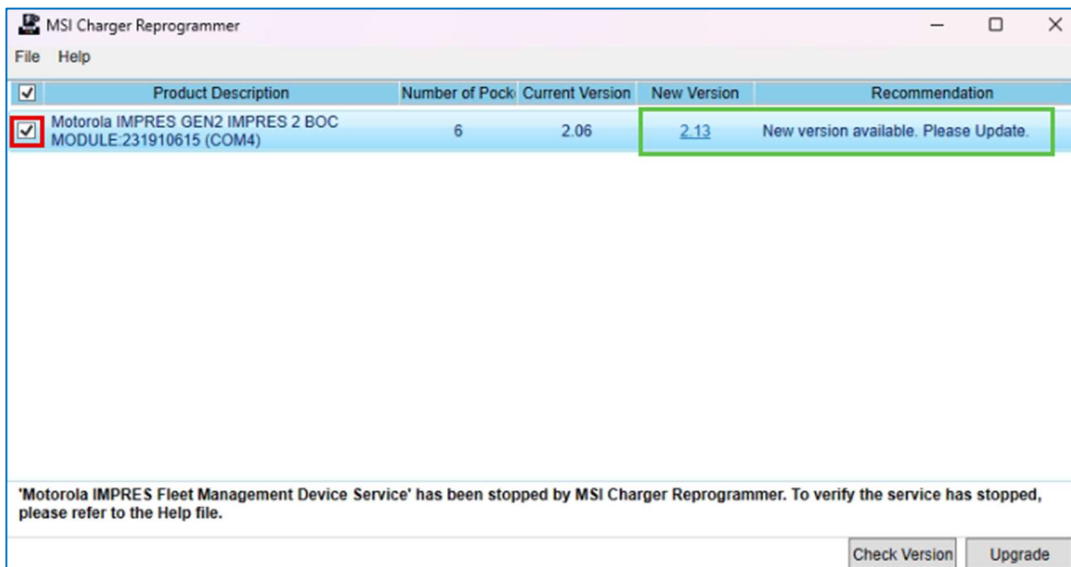 MSI Charger Reprogrammer
File Help
Product Description Number of Pock Current Version New Version Recommendation
Motorola IMPRES GEN2 IMPRES 2 BOC
MODULE:231910615 (COM4) 6 2.06 2.13 New version available. Please Update.
'Motorola IMPRES Fleet Management Device Service' has been stopped by MSI Charger Reprogrammer. To verify the service has stopped,
please refer to the Help file.
Check Version Upgrade